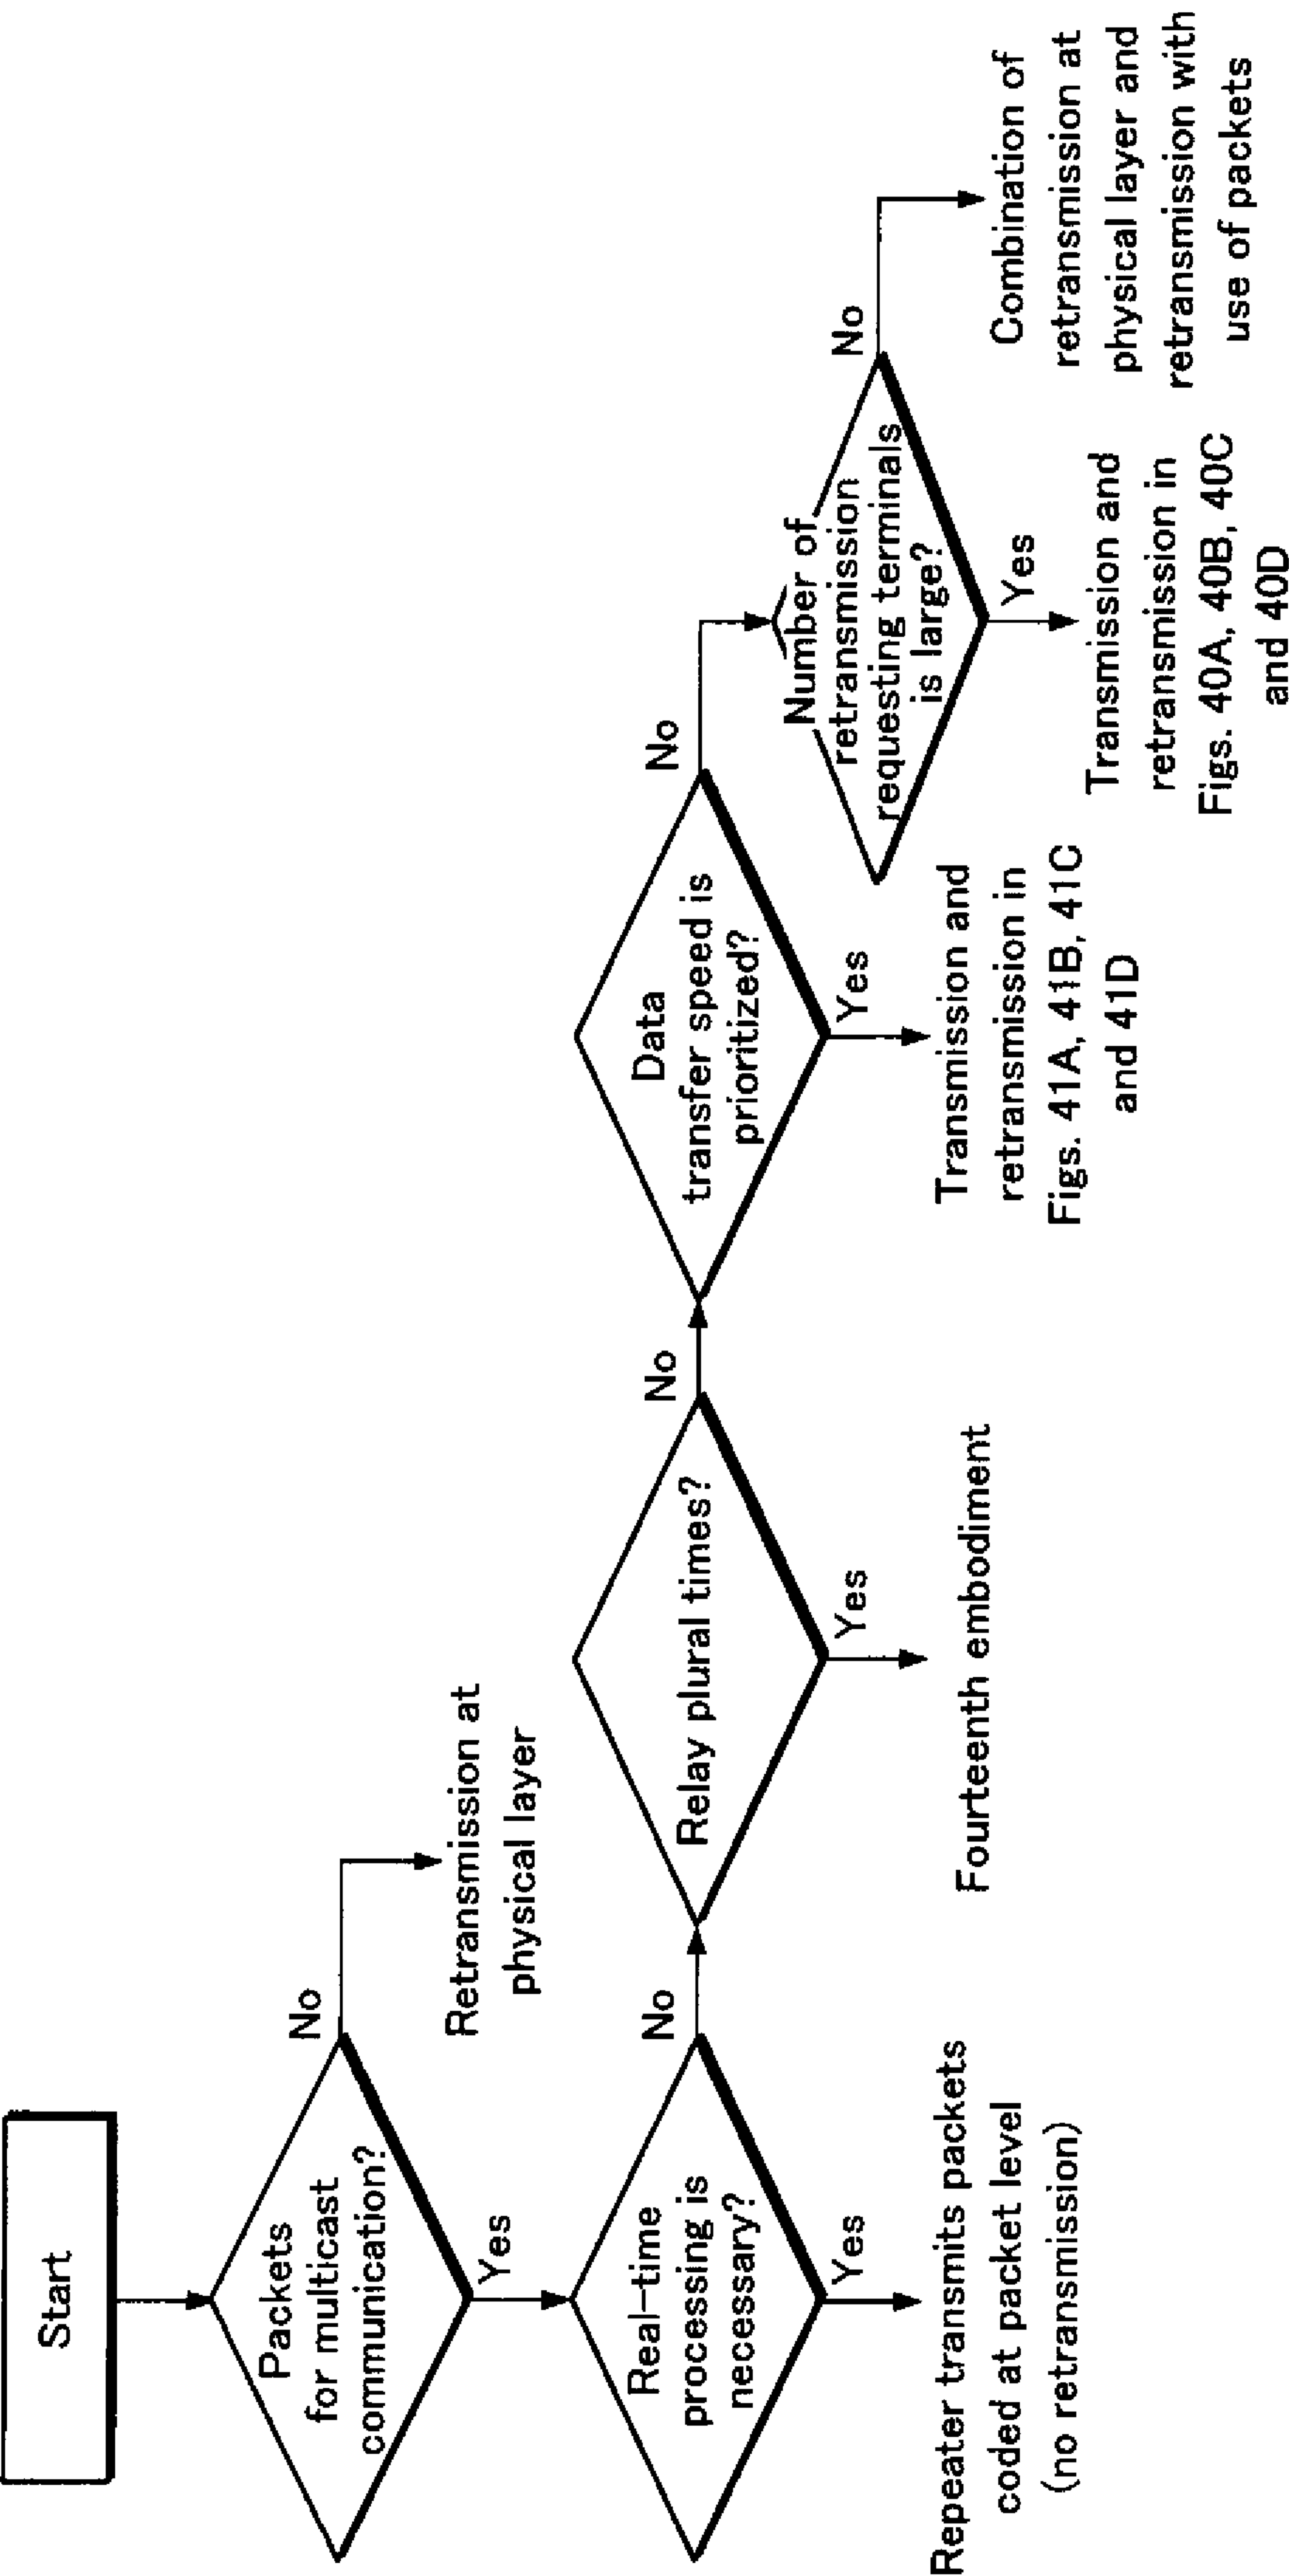 Start
Packets
for multicast
communication?
No
Retransmission at
physical layer
Yes
Real-time
processing is
necessary?
Yes
Repeater transmits packets
coded at packet level
(no retransmission)
No
Relay plural times?
Yes
Fourteenth embodiment
No
Data
transfer speed is
prioritized?
Yes
Transmission and
retransmission in
Figs. 41A, 41B, 41C
and 41D
No
Number of
retransmission
requesting terminals
is large?
Yes
Transmission and
retransmission in
Figs. 40A, 40B, 40C
and 40D
No
Combination of
retransmission at
physical layer and
retransmission with
use of packets